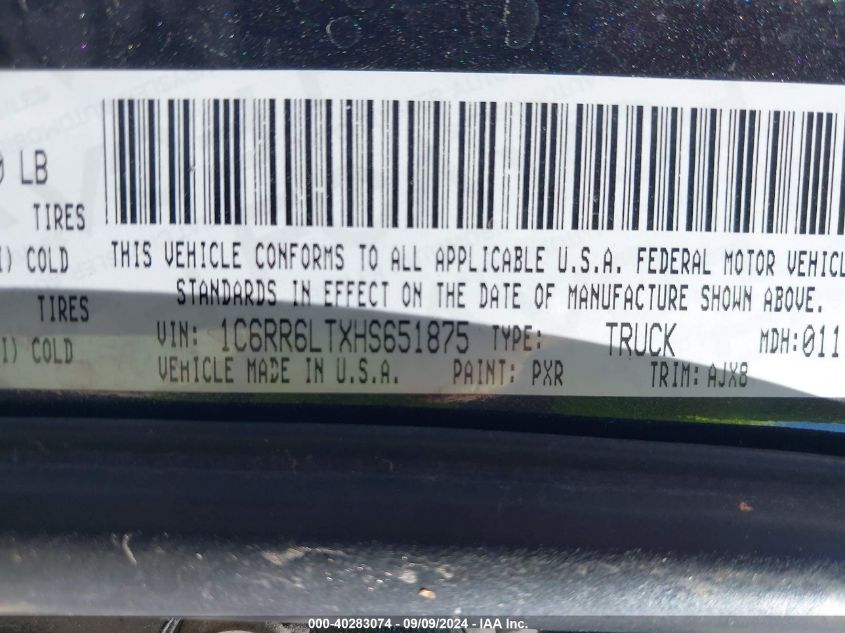 0 LB
TIRES
I) COLD
TIRES
I) COLD
THIS VEHICLE CONFORMS TO ALL APPLICABLE U.S.A. FEDERAL MOTOR VEHICL
STANDARDS IN EFFECT ON THE DATE OF MANUFACTURE SHOWN ABOVE.
VIN: 1C6RR6LTXHS651875 TYPE: TRUCK MDH:011
VEHICLE MADE IN U.S.A. PAINT: PXR TRIM: AJX8
000-40283074 - 09/09/2024 - IAA Inc.